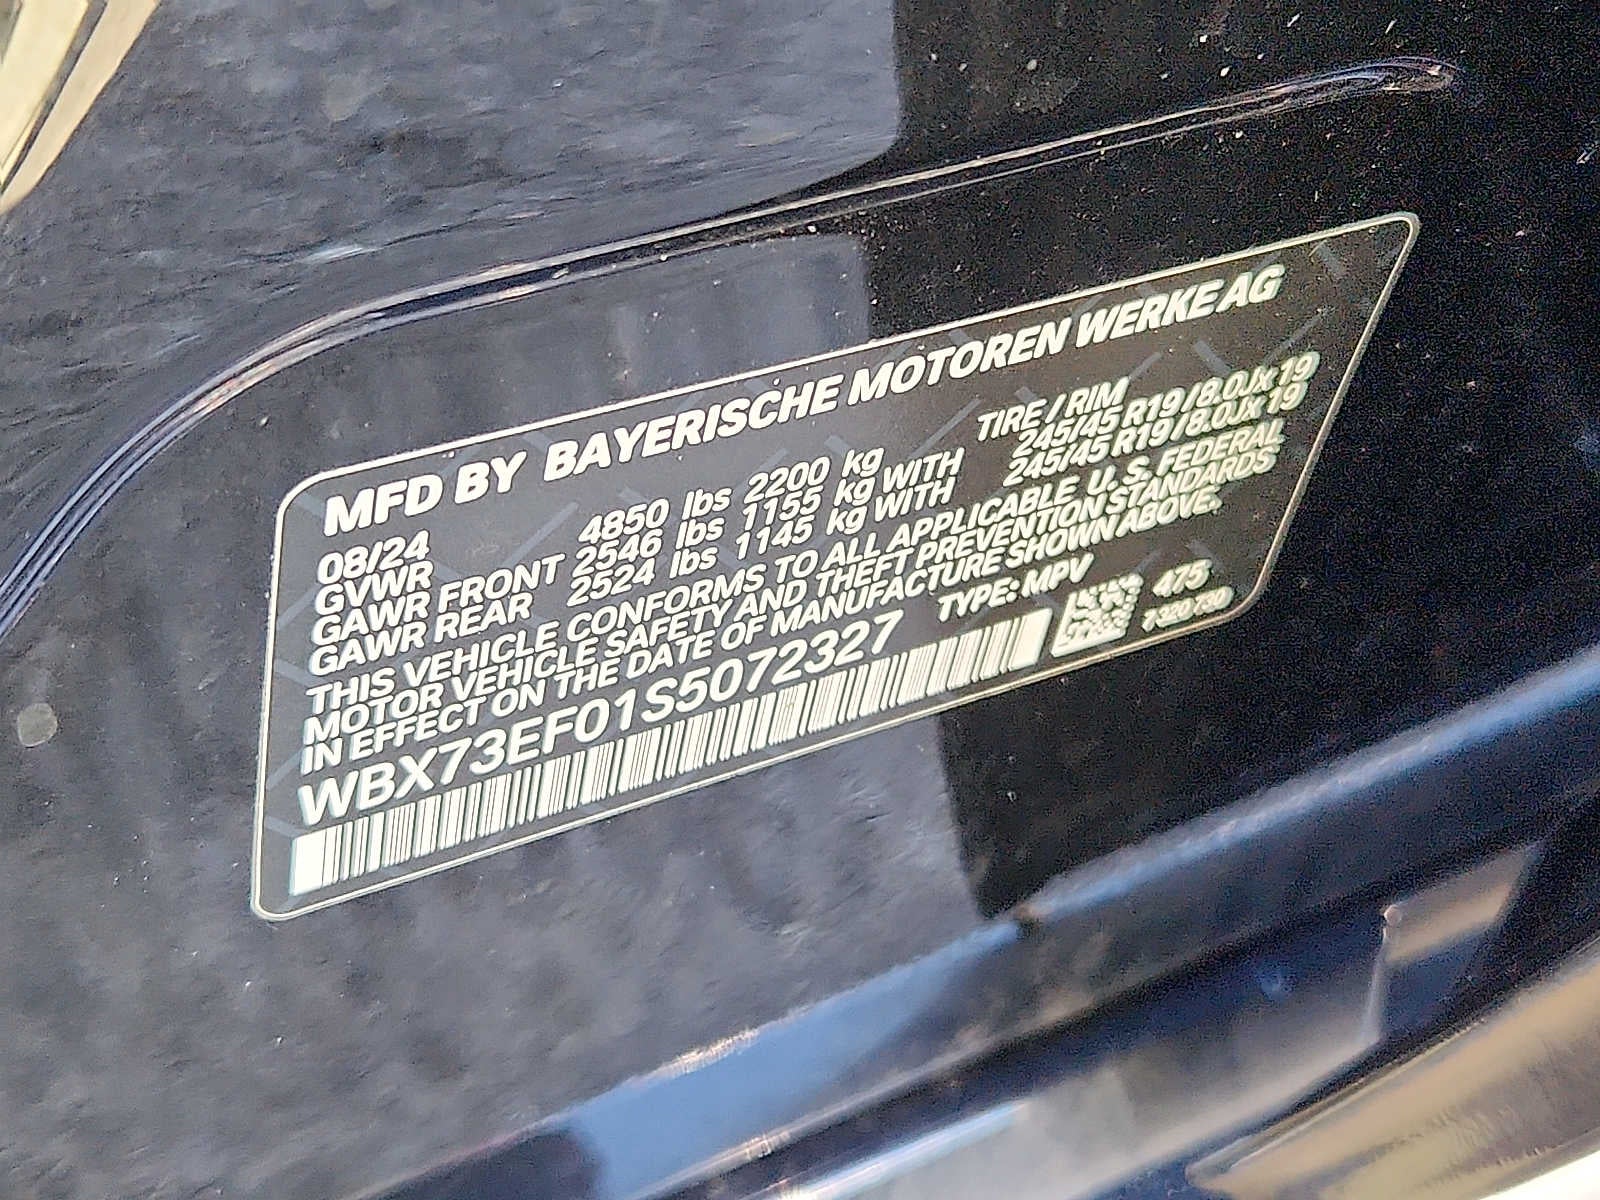 MFD BY BAYERISCHE MOTOREN WERKE AG
08/24 TIRE / RIM
GVWR 4850 lbs 2200 kg
GAWR FRONT 2546 lbs 1155 kg WITH 245/45 R19 / 8.0Jx19
GAWR REAR 2524 lbs 1145 kg WITH 245/45 R19 / 8.0Jx19
THIS VEHICLE CONFORMS TO ALL APPLICABLE U. S. FEDERAL
MOTOR VEHICLE SAFETY AND THEFT PREVENTION STANDARDS
IN EFFECT ON THE DATE OF MANUFACTURE SHOWN ABOVE.
WBX73EF01S5072327 TYPE: MPV 475
7320730